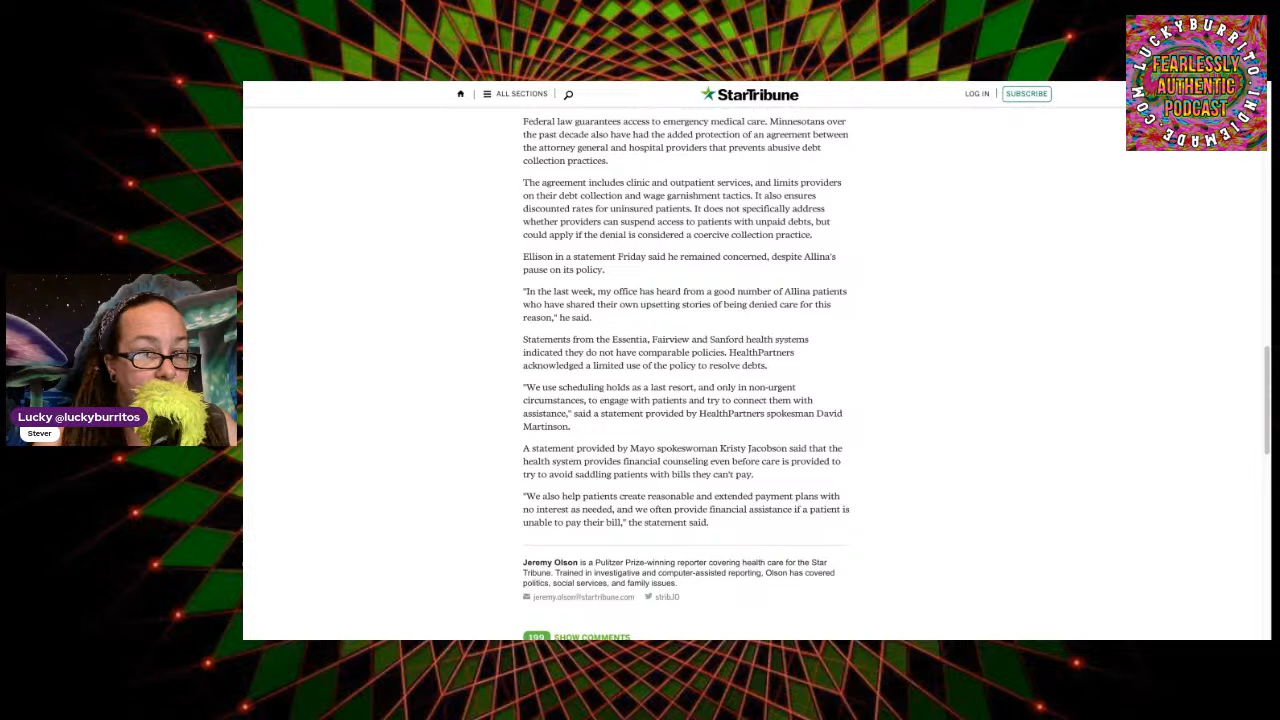 ALL SECTIONS
StarTribune
LOG IN
SUBSCRIBE
LUCKYBURRITO.INDIEMADE.COM
FEARLESSLY
AUTHENTIC
PODCAST
Federal law guarantees access to emergency medical care. Minnesotans over
the past decade also have had the added protection of an agreement between
the attorney general and hospital providers that prevents abusive debt
collection practices.
The agreement includes clinic and outpatient services, and limits providers
on their debt collection and wage garnishment tactics. It also ensures
discounted rates for uninsured patients. It does not specifically address
whether providers can suspend access to patients with unpaid debts, but
could apply if the denial is considered a coercive collection practice.
Ellison in a statement Friday said he remained concerned, despite Allina's
pause on its policy.
"In the last week, my office has heard from a good number of Allina patients
who have shared their own upsetting stories of being denied care for this
reason," he said.
Statements from the Essentia, Fairview and Sanford health systems
indicated they do not have comparable policies. HealthPartners
acknowledged a limited use of the policy to resolve debts.
"We use scheduling holds as a last resort, and only in non-urgent
circumstances, to engage with patients and try to connect them with
assistance," said a statement provided by HealthPartners spokesman David
Martinson.
A statement provided by Mayo spokeswoman Kristy Jacobson said that the
health system provides financial counseling even before care is provided to
try to avoid saddling patients with bills they can't pay.
"We also help patients create reasonable and extended payment plans with
no interest as needed, and we often provide financial assistance if a patient is
unable to pay their bill," the statement said.
Jeremy Olson is a Pulitzer Prize-winning reporter covering health care for the Star
Tribune. Trained in investigative and computer-assisted reporting, Olson has covered
politics, social services, and family issues.
jeremy.olson@startribune.com stribJO
199 SHOW COMMENTS
Lucky @luckyburritos
Stever